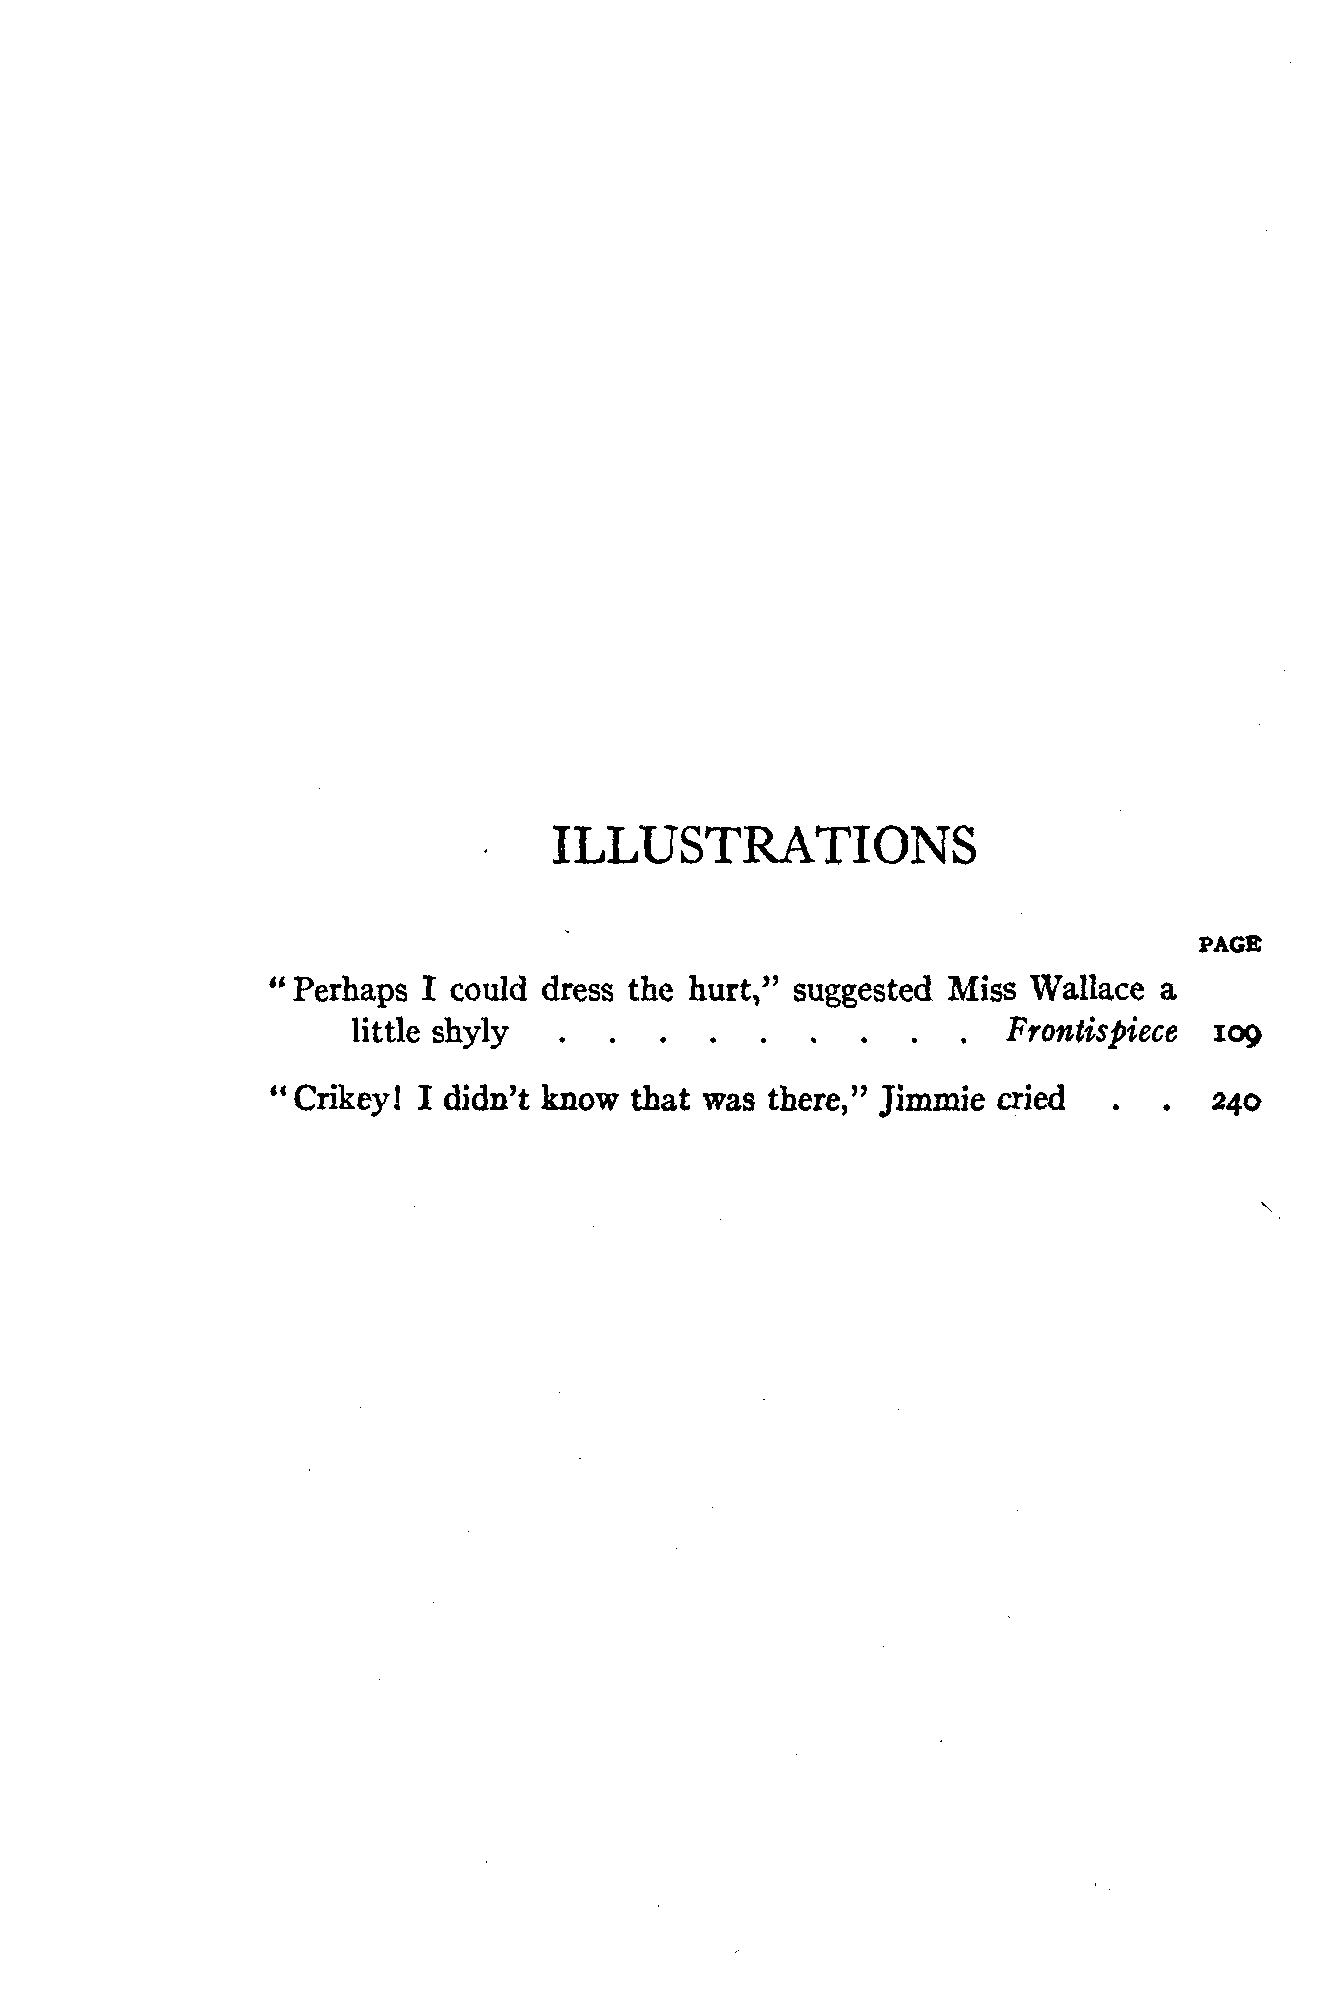 ILLUSTRATIONS
PAGE
“Perhaps I could dress the hurt,” suggested Miss Wallace a
little shyly . . . . . . . . . Frontispiece 109
“Crikey! I didn't know that was there,” Jimmie cried . . 240